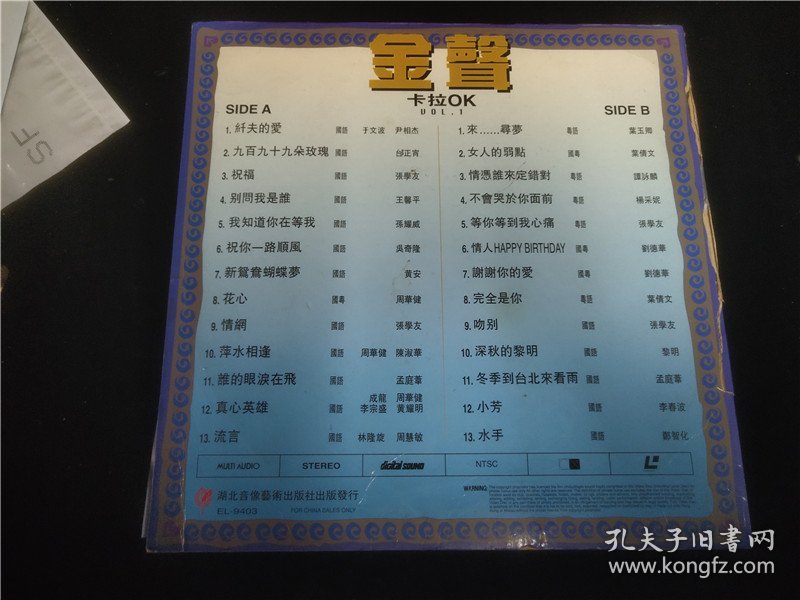 金聲
卡拉OK
VOL.1
SIDE A
1. 紆夫的愛 國語 于文波 尹相杰
2. 九百九十九朵玫瑰 國語 邰正宵
3. 祝福 國語 張學友
4. 別問我是誰 國語 王馨平
5. 我知道你在等我 國語 孫耀威
6. 祝你一路順風 國語 吳奇隆
7. 新鴛鴦蝴蝶夢 國語 黃安
8. 花心 國粵 周華健
9. 情網 國語 張學友
10. 萍水相逢 國語 周華健 陳淑華
11. 誰的眼淚在飛 國語 孟庭葦
12. 真心英雄 國語 成龍 周華健
李宗盛 黃耀明
13. 流言 國語 林隆璇 周慧敏
SIDE B
1. 來......尋夢 粵語 葉玉卿
2. 女人的弱點 國粵 葉倩文
3. 情憑誰來定錯對 粵語 譚詠麟
4. 不會哭於你面前 粵語 楊采妮
5. 等你等到我心痛 粵語 張學友
6. 情人HAPPY BIRTHDAY 國粵 劉德華
7. 謝謝你的愛 國粵 劉德華
8. 完全是你 粵語 葉倩文
9. 吻別 國語 張學友
10. 深秋的黎明 國語 黎明
11. 冬季到台北來看雨 國語 孟庭葦
12. 小芳 國語 李春波
13. 水手 國語 鄭智化
MULTI AUDIO STEREO digital sound NTSC
湖北音像藝術出版社出版發行
EL-9403 FOR CHINA SALES ONLY
WARNING
SF
孔夫子旧书网
www.kongfz.com